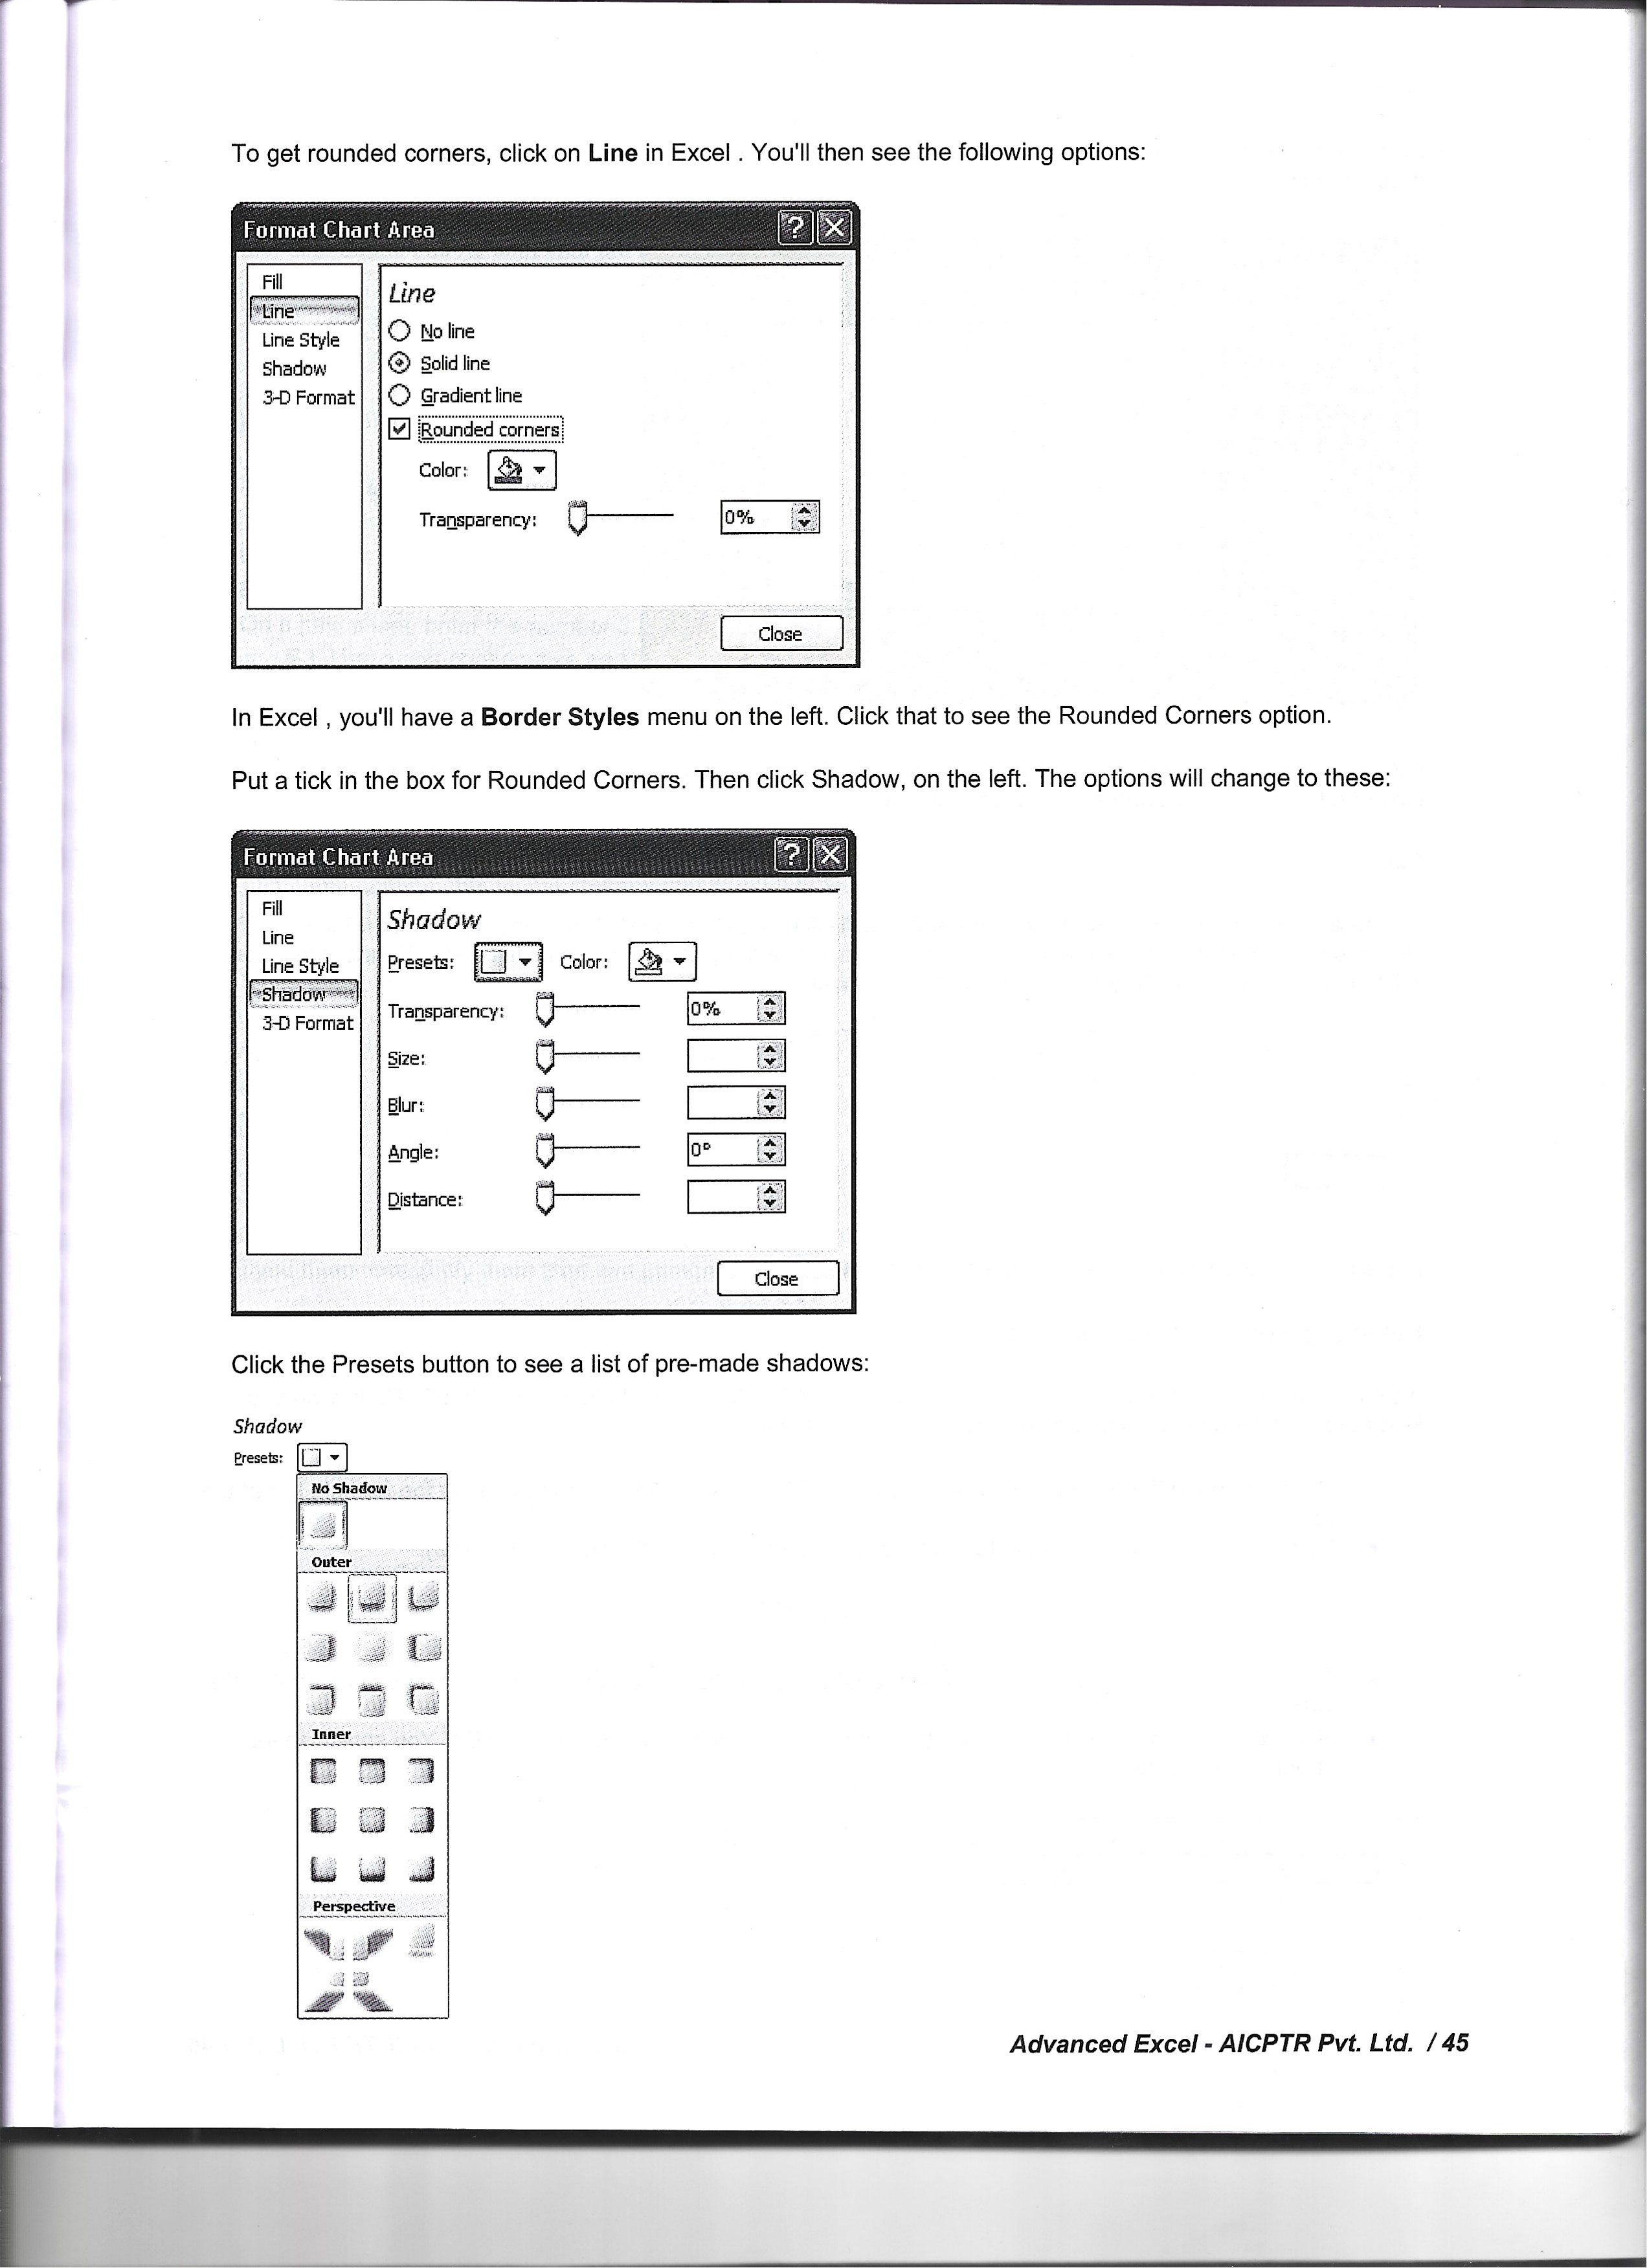 To get rounded corners, click on Line in Excel . You'll then see the following options:
Format Chart Area
Fill
Line
Line Style
Shadow
3-D Format
Line
No line
Solid line
Gradient line
Rounded corners
Color:
Transparency: 0%
Close
In Excel , you'll have a Border Styles menu on the left. Click that to see the Rounded Corners option.
Put a tick in the box for Rounded Corners. Then click Shadow, on the left. The options will change to these:
Format Chart Area
Fill
Line
Line Style
Shadow
3-D Format
Shadow
Presets: Color:
Transparency: 0%
Size:
Blur:
Angle: 0°
Distance:
Close
Click the Presets button to see a list of pre-made shadows:
Shadow
Presets:
No Shadow
Outer
Inner
Perspective
Advanced Excel - AICPTR Pvt. Ltd. / 45